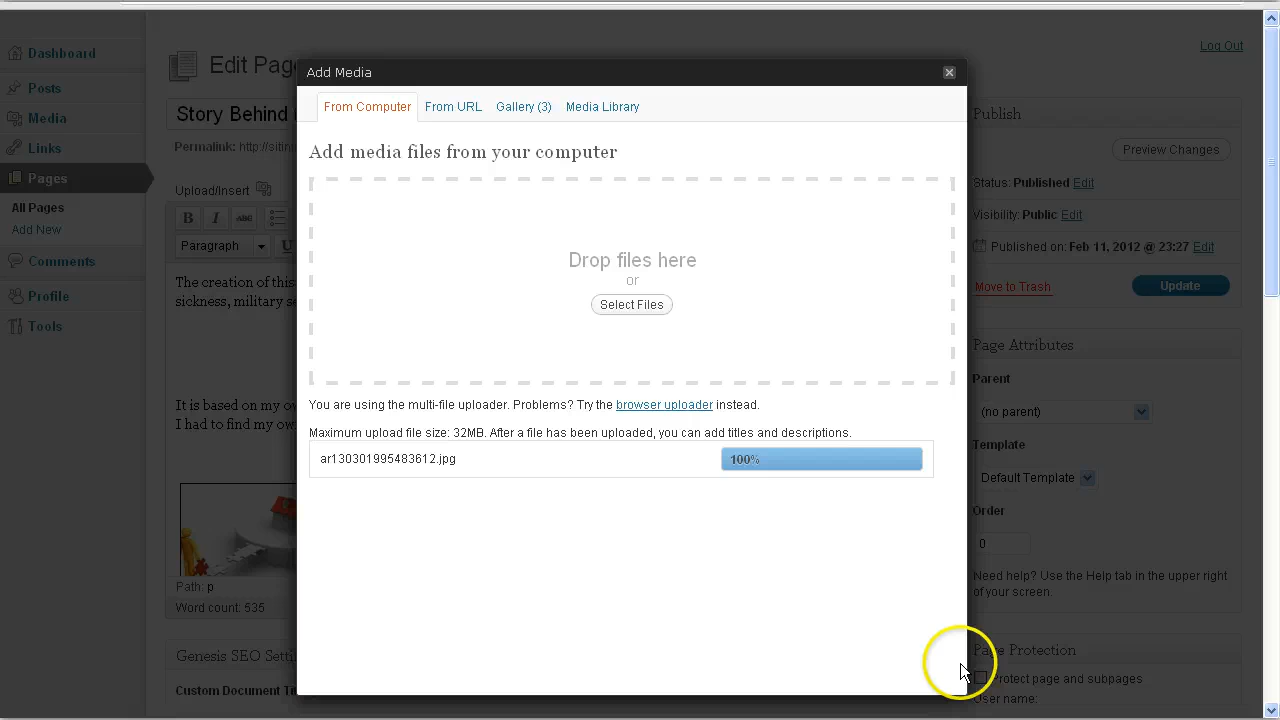 Log Out
Dashboard
Posts
Media
Links
Pages
All Pages
Add New
Comments
Profile
Tools
Edit Pag
Story Behind
Permalink: http://sitin
Upload/Insert
B I ABC
Paragraph U
The creation of this
sickness, military se
It is based on my ow
I had to find my ow
Path: p
Word count: 535
Genesis SEO Setti
Custom Document Ti
Add Media
From Computer From URL Gallery (3) Media Library
Add media files from your computer
Drop files here
or
Select Files
You are using the multi-file uploader. Problems? Try the browser uploader instead.
Maximum upload file size: 32MB. After a file has been uploaded, you can add titles and descriptions.
ar130301995483612.jpg 100%
Publish
Preview Changes
Status: Published Edit
Visibility: Public Edit
Published on: Feb 11, 2012 @ 23:27 Edit
Move to Trash Update
Page Attributes
Parent
(no parent)
Template
Default Template
Order
0
Need help? Use the Help tab in the upper right
of your screen.
Page Protection
Protect page and subpages
User name: